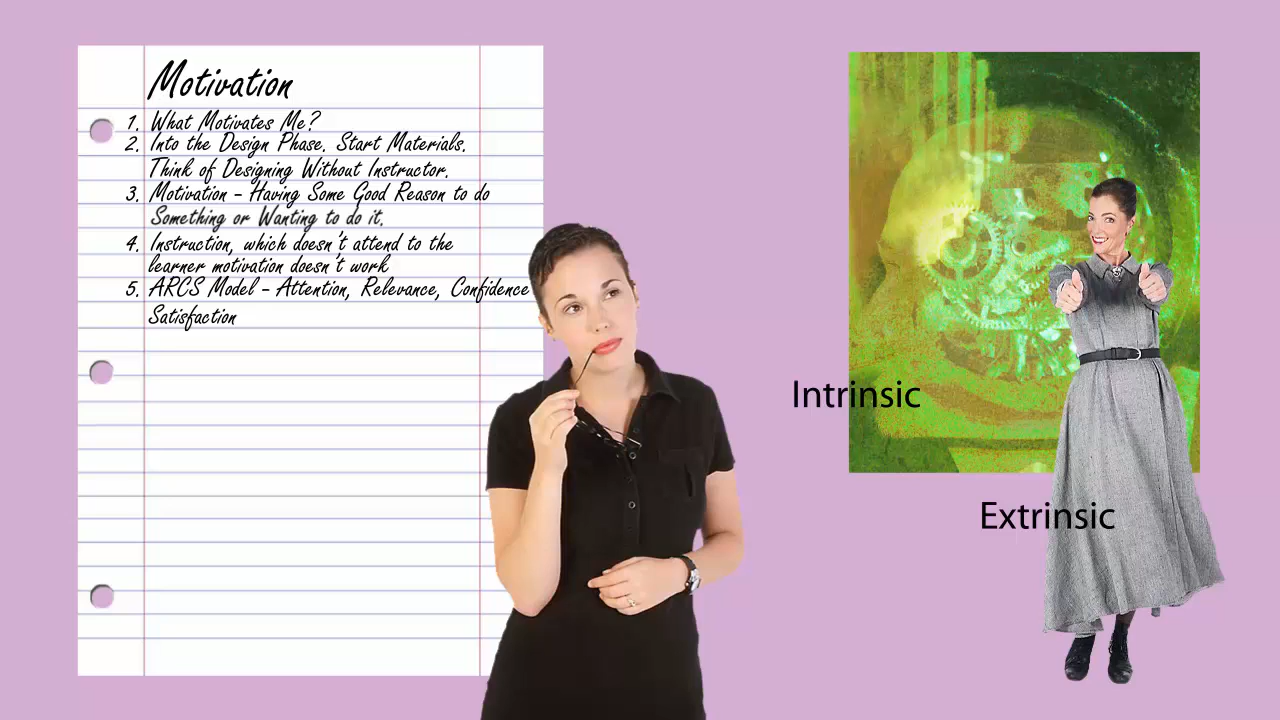 Motivation
1. What Motivates Me?
2. Into the Design Phase. Start Materials.
Think of Designing Without Instructor.
3. Motivation - Having Some Good Reason to do
Something or Wanting to do it.
4. Instruction, which doesn't attend to the
learner motivation doesn't work
5. ARCS Model - Attention, Relevance, Confidence
Satisfaction
Intrinsic
Extrinsic